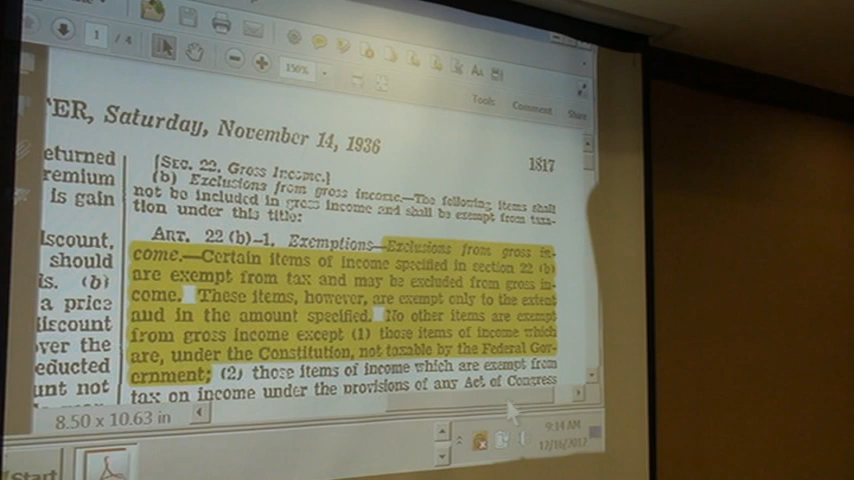 1 / 4
150%
Tools Comment Share
TER, Saturday, November 14, 1936
1817
eturned
remium
is gain
iscount,
should
ds. (b)
a price
discount
over the
educted
unt not
[SEC. 22. Gross Income.]
(b) Exclusions from gross income.—The following items shall
not be included in gross income and shall be exempt from taxa-
tion under this title:
ART. 22 (b)-1. Exemptions—Exclusions from gross in-
come.—Certain items of income specified in section 22 (b)
are exempt from tax and may be excluded from gross in-
come. These items, however, are exempt only to the extent
and in the amount specified. No other items are exempt
from gross income except (1) those items of income which
are, under the Constitution, not taxable by the Federal Gov-
ernment; (2) those items of income which are exempt from
tax on income under the provisions of any Act of Congress
8.50 x 10.63 in
Start
9:14 AM